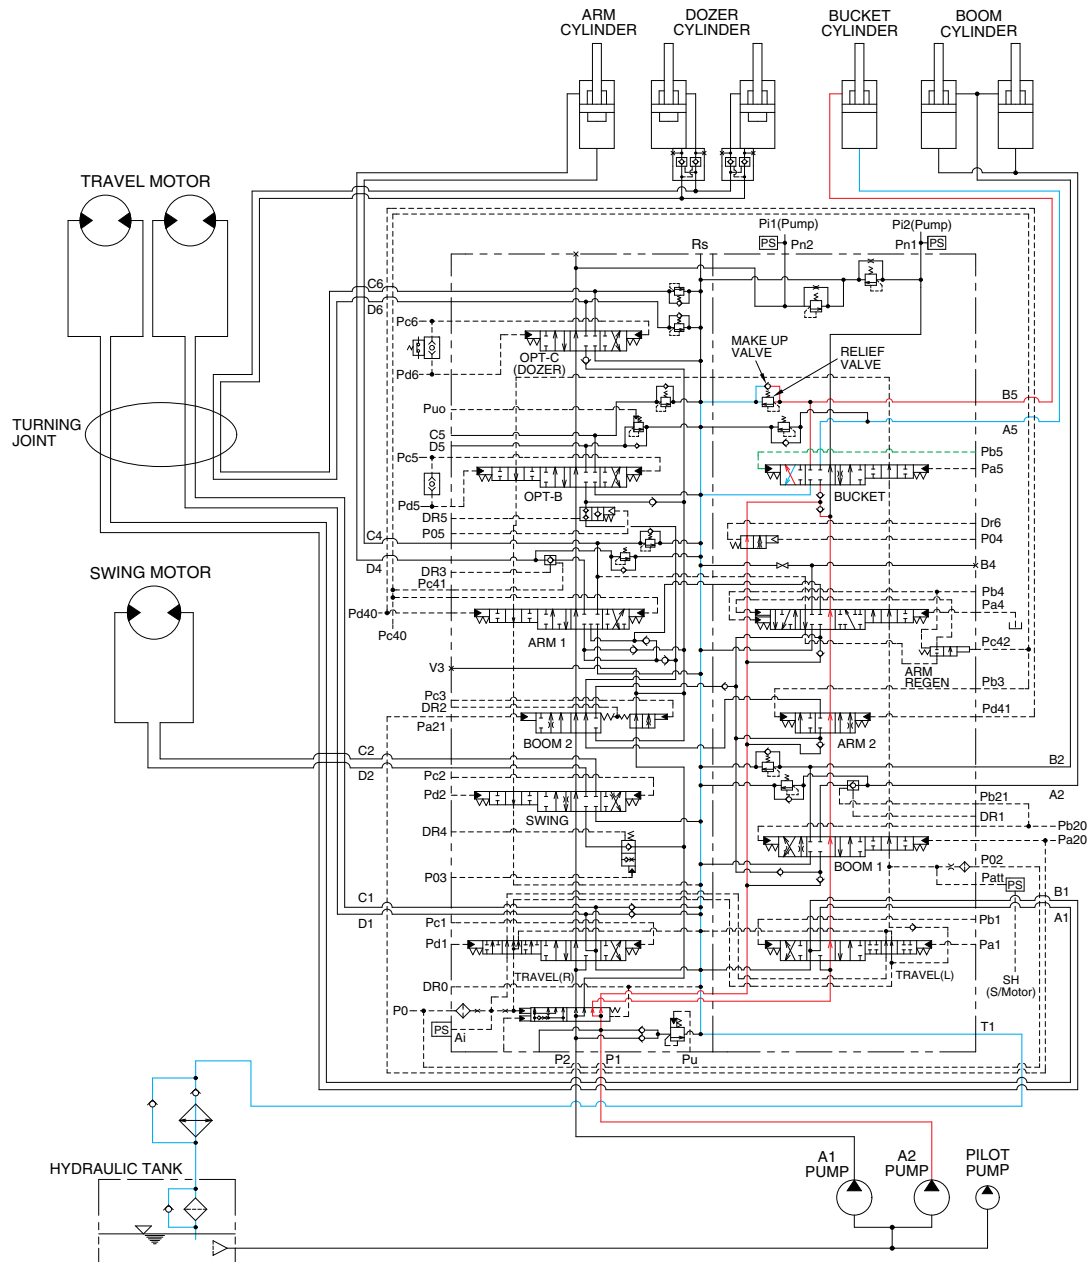 ARM CYLINDER
DOZER CYLINDER
BUCKET CYLINDER
BOOM CYLINDER
TRAVEL MOTOR
Pi1(Pump)
Pi2(Pump)
PS
Pn2
Pn1
PS
Rs
C6
D6
Pc6
OPT-C
(DOZER)
Pd6
MAKE UP
VALVE
RELIEF
VALVE
TURNING
JOINT
Puo
C5
D5
Pc5
B5
A5
Pb5
Pa5
Pd5
OPT-B
BUCKET
DR5
P05
Dr6
P04
C4
D4
DR3
Pc41
B4
Pb4
Pa4
SWING MOTOR
Pd40
Pc40
ARM 1
Pc42
ARM
REGEN
V3
Pc3
DR2
Pa21
Pb3
Pd41
BOOM 2
ARM 2
C2
D2
B2
A2
Pc2
Pd2
SWING
Pb21
DR1
DR4
Pb20
Pa20
BOOM 1
P03
P02
Patt
PS
C1
D1
B1
A1
Pc1
Pd1
Pb1
Pa1
TRAVEL(R)
TRAVEL(L)
SH
(S/Motor)
DR0
P0
PS
Ai
T1
P2
P1
Pu
HYDRAULIC TANK
A1
PUMP
A2
PUMP
PILOT
PUMP